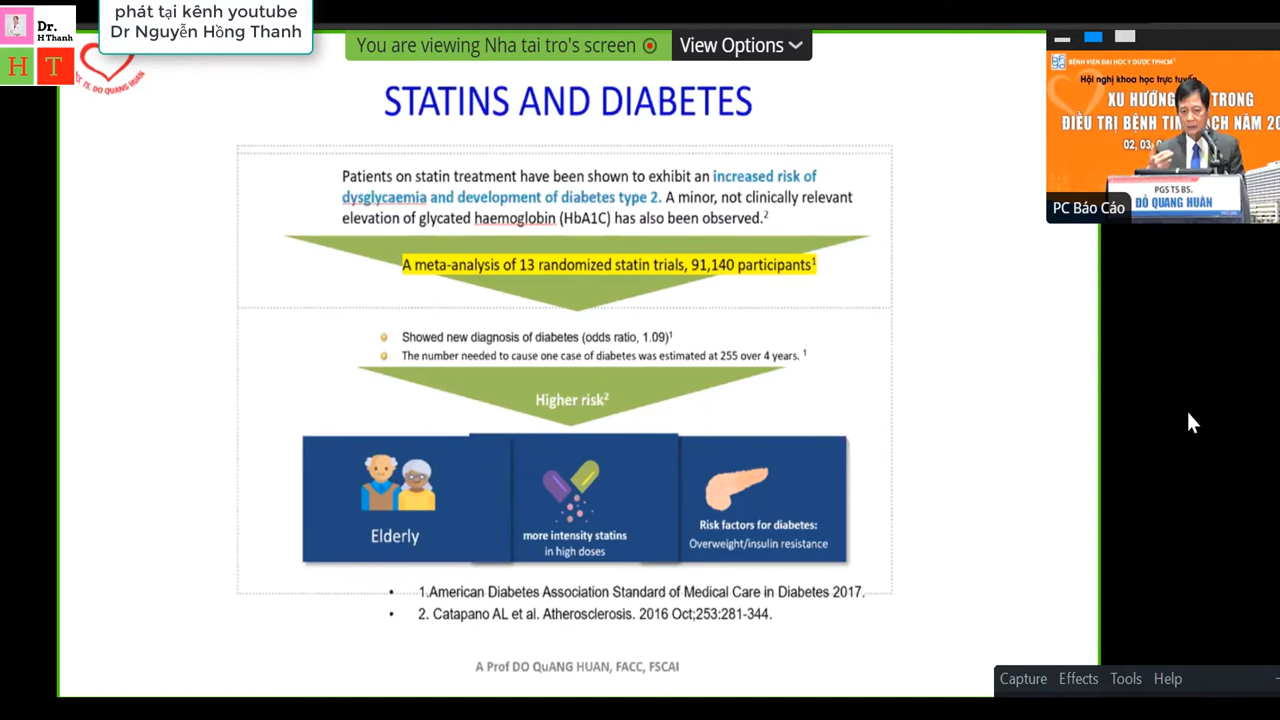 phát tại kênh youtube
Dr Nguyễn Hồng Thanh
Dr.
H Thanh
H T
TS. DO QUANG HUAN
You are viewing Nha tai tro's screen
View Options
STATINS AND DIABETES
Patients on statin treatment have been shown to exhibit an increased risk of
dysglycaemia and development of diabetes type 2. A minor, not clinically relevant
elevation of glycated haemoglobin (HbA1C) has also been observed.2
A meta-analysis of 13 randomized statin trials, 91,140 participants1
Showed new diagnosis of diabetes (odds ratio, 1.09)1
The number needed to cause one case of diabetes was estimated at 255 over 4 years. 1
Higher risk2
Elderly
more intensity statins
in high doses
Risk factors for diabetes:
Overweight/insulin resistance
• 1.American Diabetes Association Standard of Medical Care in Diabetes 2017.
• 2. Catapano AL et al. Atherosclerosis. 2016 Oct;253:281-344.
A Prof DO QuANG HUAN, FACC, FSCAI
BỆNH VIỆN ĐẠI HỌC Y DƯỢC TPHCM
Hội nghị khoa học trực tuyến
XU HƯỚNG TRONG
ĐIỀU TRỊ BỆNH TIM MẠCH NĂM 20
02, 03
PGS TS BS.
ĐỖ QUANG HUÂN
PC Báo Cáo
Capture Effects Tools Help